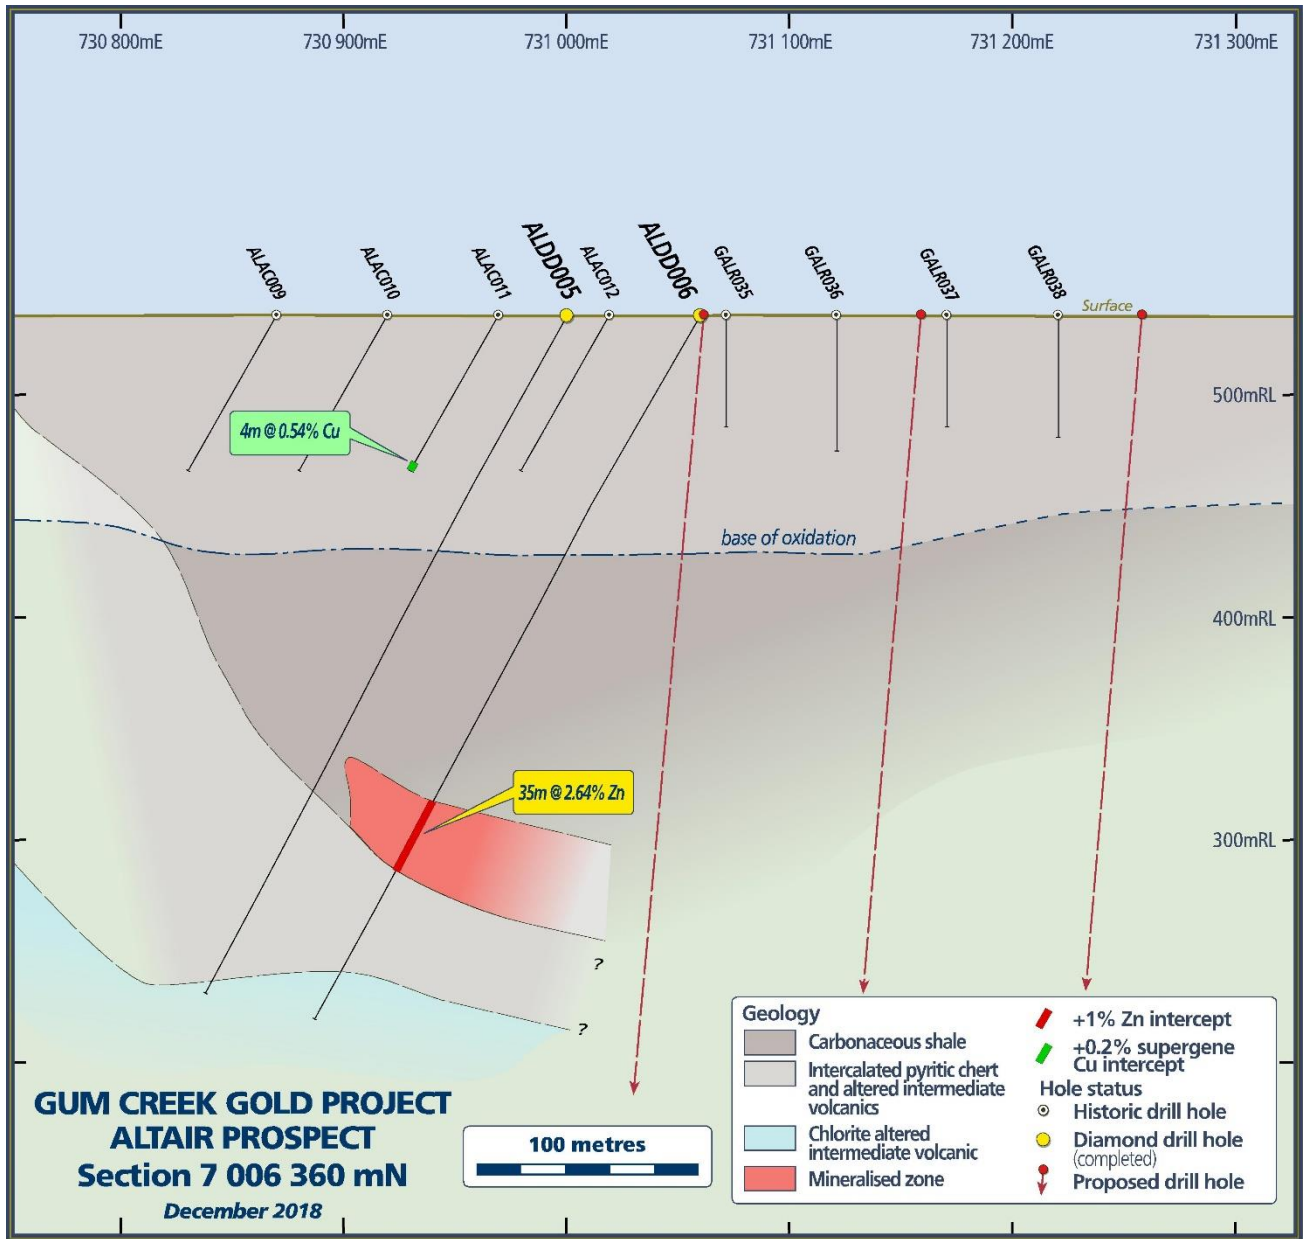 730 800mE
730 900mE
731 000mE
731 100mE
731 200mE
731 300mE
ALAC009
ALAC010
ALAC011
ALDD005
ALAC012
ALDD006
GALR035
GALR036
GALR037
GALR038
Surface
500mRL
4m @ 0.54% Cu
base of oxidation
400mRL
35m @ 2.64% Zn
300mRL
?
?
GUM CREEK GOLD PROJECT
ALTAIR PROSPECT
Section 7 006 360 mN
December 2018
100 metres
Geology
Carbonaceous shale
Intercalated pyritic chert
and altered intermediate
volcanics
Chlorite altered
intermediate volcanic
Mineralised zone
+1% Zn intercept
+0.2% supergene
Cu intercept
Hole status
Historic drill hole
Diamond drill hole
(completed)
Proposed drill hole